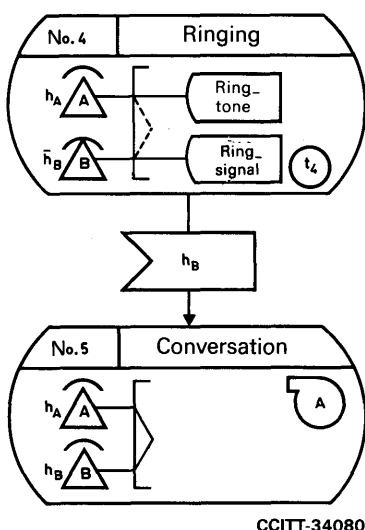 No.4 Ringing
h_A A Ring_
tone
h̄_B B Ring_
signal t_4
h_B
No.5 Conversation
h_A A A
h_B B
CCITT-34080